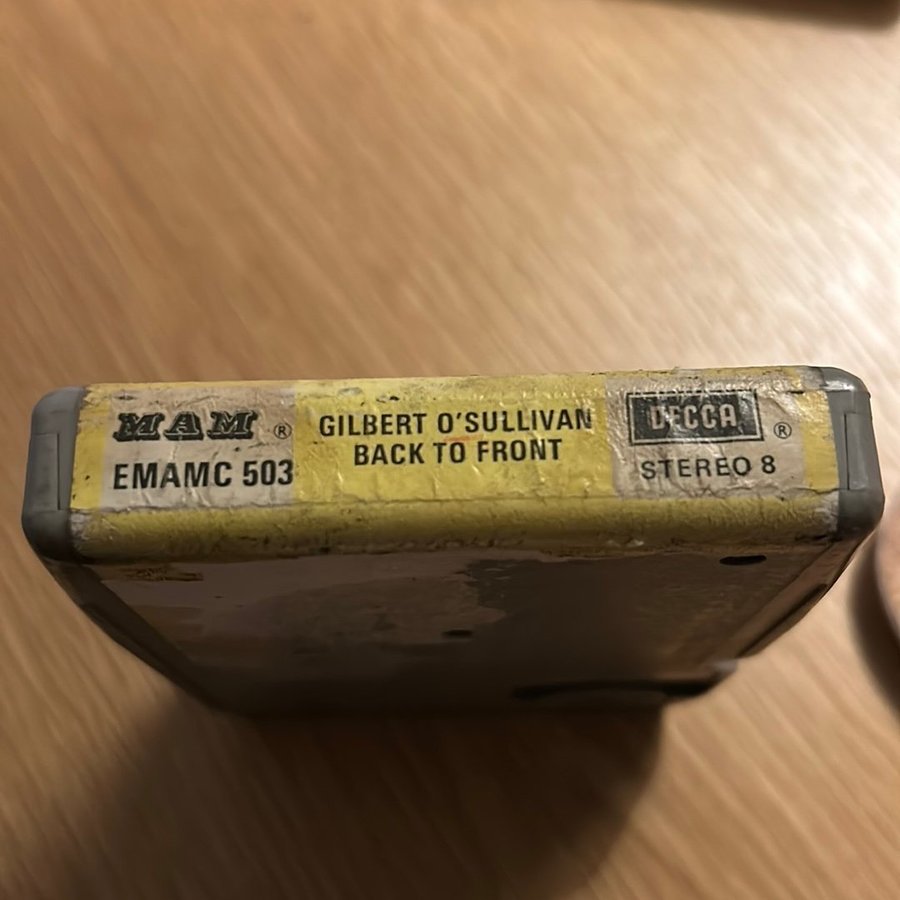 MAM ®
EMAMC 503
GILBERT O'SULLIVAN
BACK TO FRONT
DECCA ®
STEREO 8